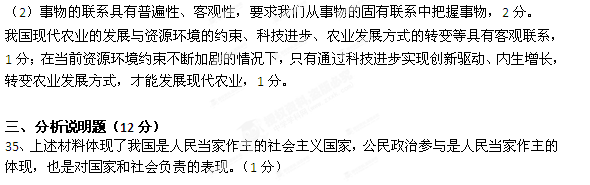 （2）事物的联系具有普遍性、客观性，要求我们从事物的固有联系中把握事物，2 分。
我国现代农业的发展与资源环境的约束、科技进步、农业发展方式的转变等具有客观联系，
1 分；在当前资源环境约束不断加剧的情况下，只有通过科技进步实现创新驱动、内生增长，
转变农业发展方式，才能发展现代农业，1 分。
三、分析说明题（12 分）
35、上述材料体现了我国是人民当家作主的社会主义国家，公民政治参与是人民当家作主的
体现，也是对国家和社会负责的表现。（1 分）